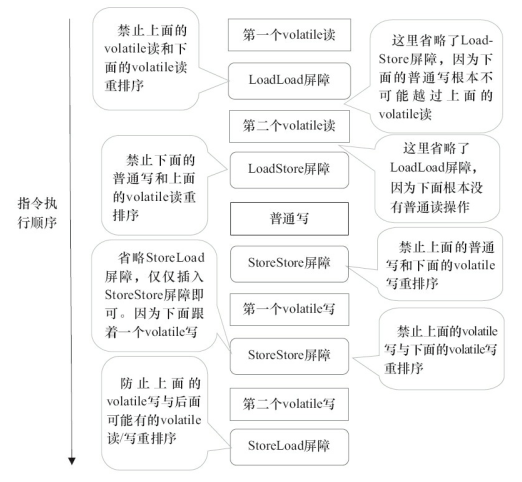 禁止上面的
volatile读和下
面的volatile读
重排序
第一个volatile读
LoadLoad屏障
这里省略了Load-
Store屏障，因为下
面的普通写根本不
可能越过上面的
volatile读
第二个volatile读
禁止下面的
普通写和上面
的volatile读重
排序
LoadStore屏障
这里省略了
LoadLoad屏障，
因为下面根本没
有普通读操作
指令执
行顺序
普通写
省略StoreLoad
屏障，仅仅插入
StoreStore屏障即
可。因为下面跟
着一个volatile写
StoreStore屏障
禁止上面的普通
写和下面的volatile
写重排序
第一个volatile写
StoreStore屏障
禁止上面的volatile
写与下面的volatile写
重排序
防止上面的
volatile写与后面
可能有的volatile
读/写重排序
第二个volatile写
StoreLoad屏障